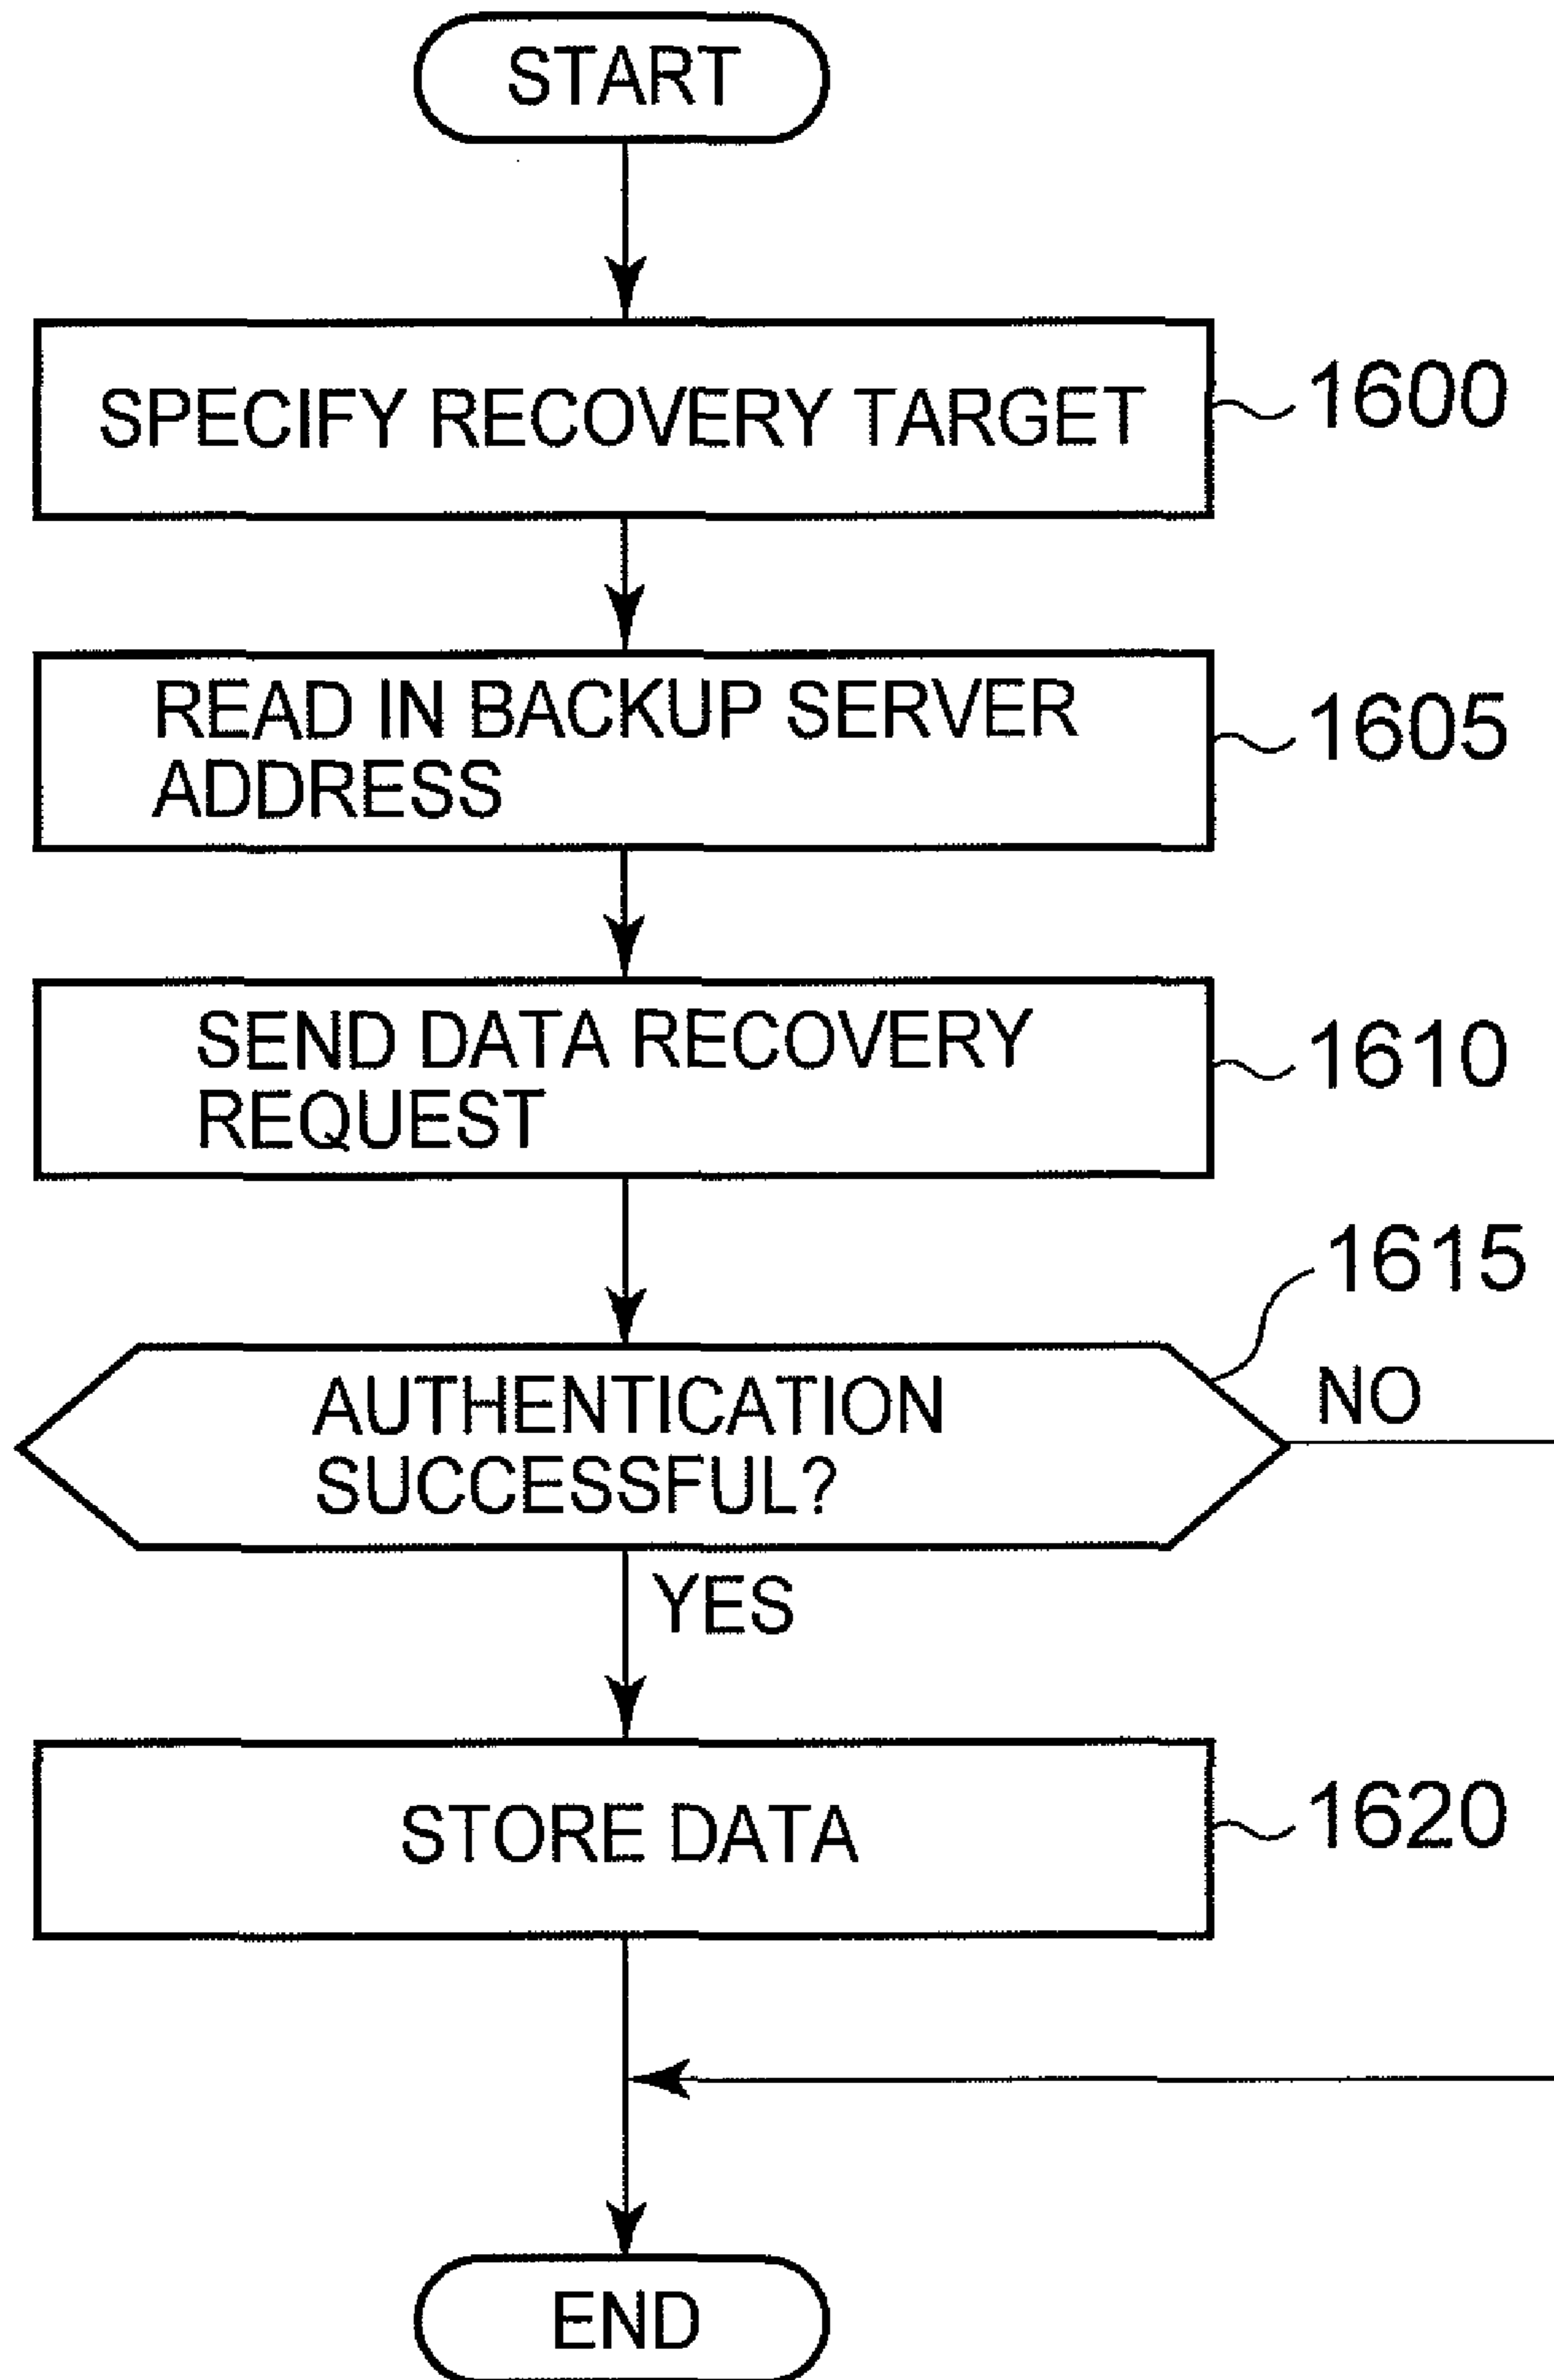 START
SPECIFY RECOVERY TARGET
1600
READ IN BACKUP SERVER
ADDRESS
1605
SEND DATA RECOVERY
REQUEST
1610
1615
AUTHENTICATION
SUCCESSFUL?
NO
YES
STORE DATA
1620
END